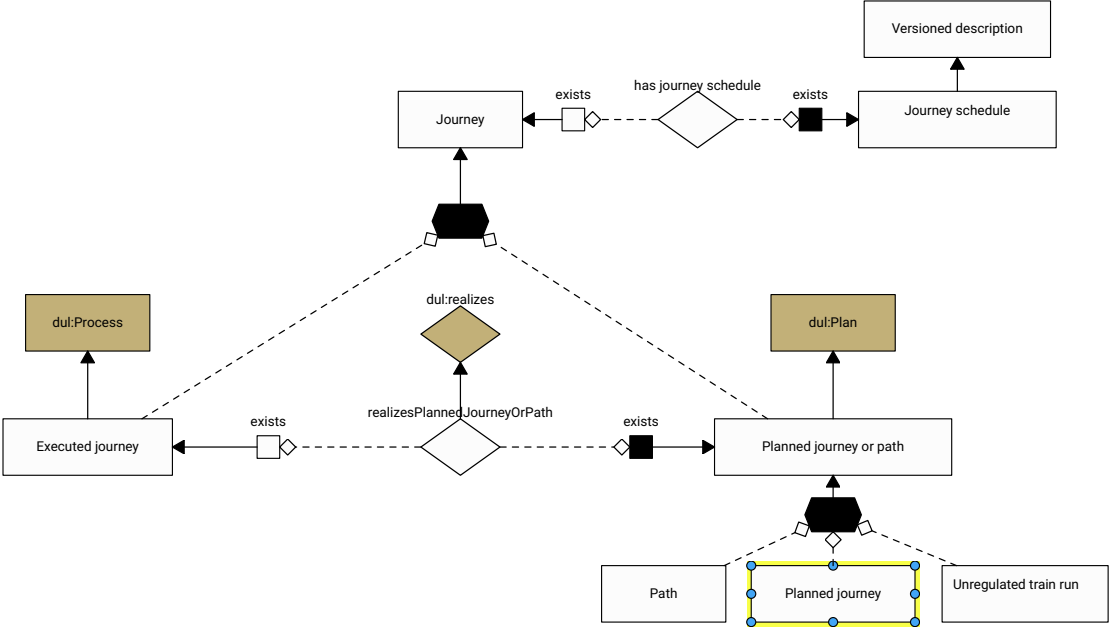 Versioned description
has journey schedule
exists
exists
Journey
Journey schedule
dul:realizes
dul:Process
dul:Plan
realizesPlannedJourneyOrPath
exists
exists
Executed journey
Planned journey or path
Path
Planned journey
Unregulated train run